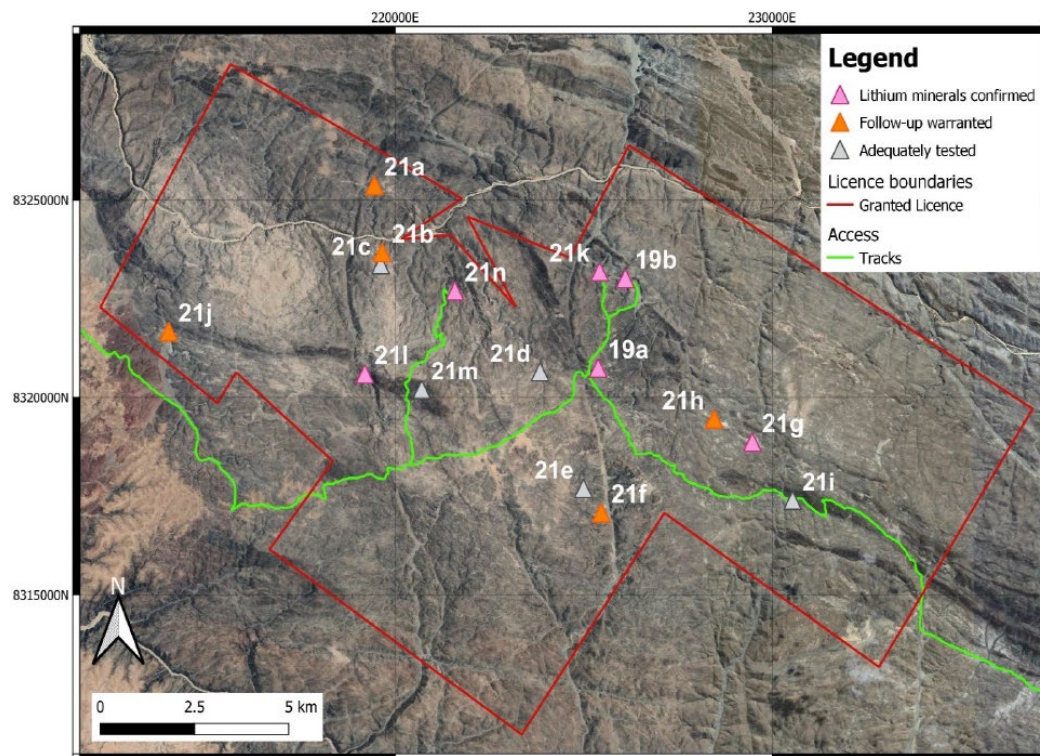 220000E
230000E
Legend
Lithium minerals confirmed
Follow-up warranted
Adequately tested
Licence boundaries
Granted Licence
Access
Tracks
8325000N
8320000N
8315000N
21a
21b
21c
21n
21k
19b
21j
21d
19a
21l
21m
21h
21g
21e
21f
21i
N
0 2.5 5 km